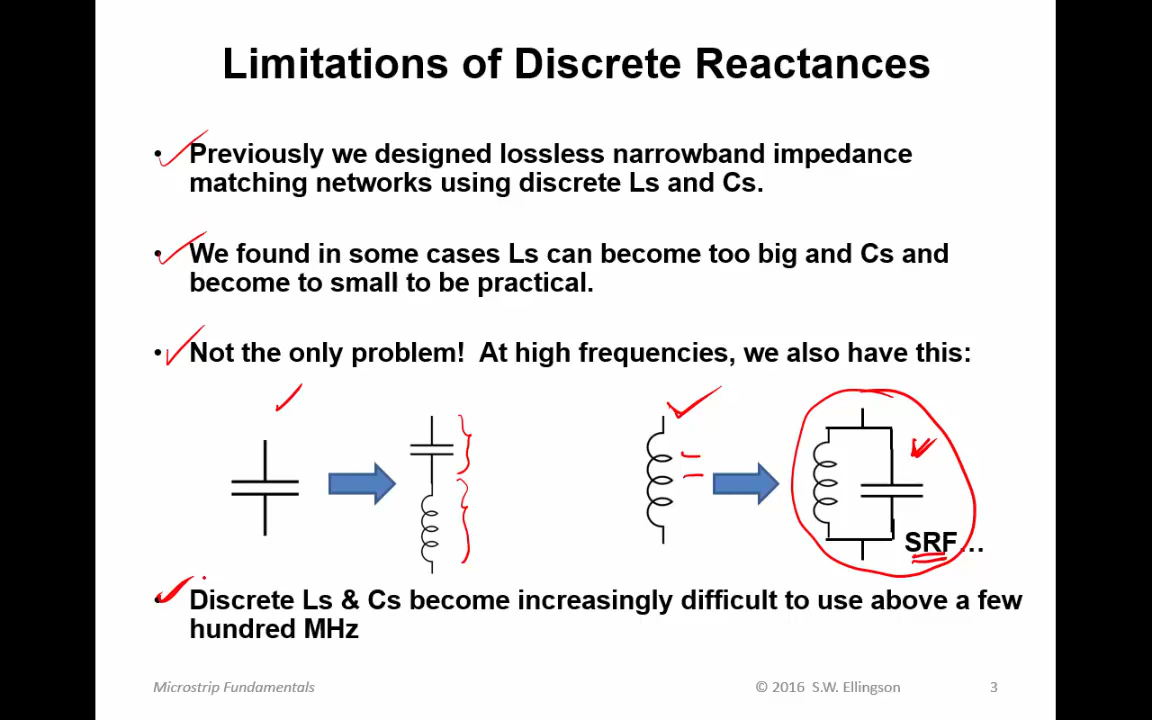 Limitations of Discrete Reactances
• Previously we designed lossless narrowband impedance
matching networks using discrete Ls and Cs.
• We found in some cases Ls can become too big and Cs and
become to small to be practical.
• Not the only problem! At high frequencies, we also have this:
SRF…
• Discrete Ls & Cs become increasingly difficult to use above a few
hundred MHz
Microstrip Fundamentals
© 2016 S.W. Ellingson
3